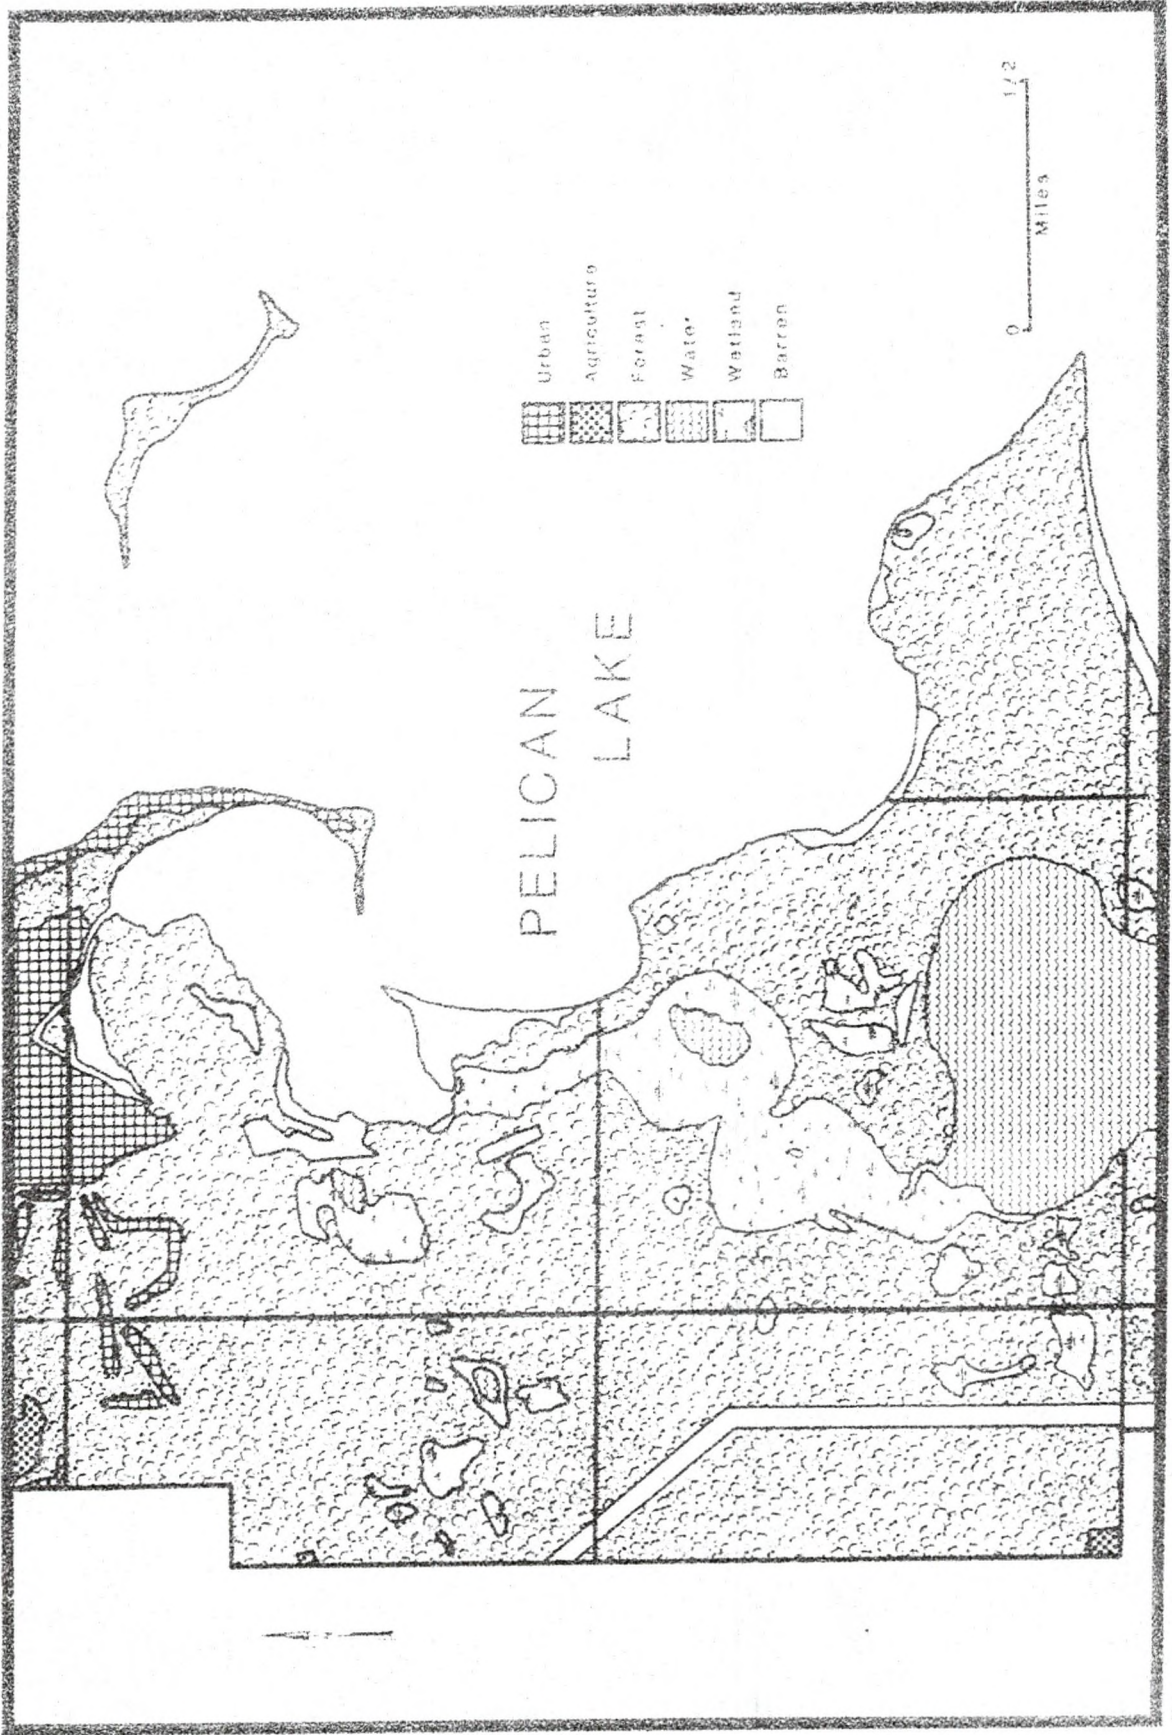 PELICAN
LAKE
Urban
Agriculture
Forest
Water
Wetland
Barren
0 1/2
Miles